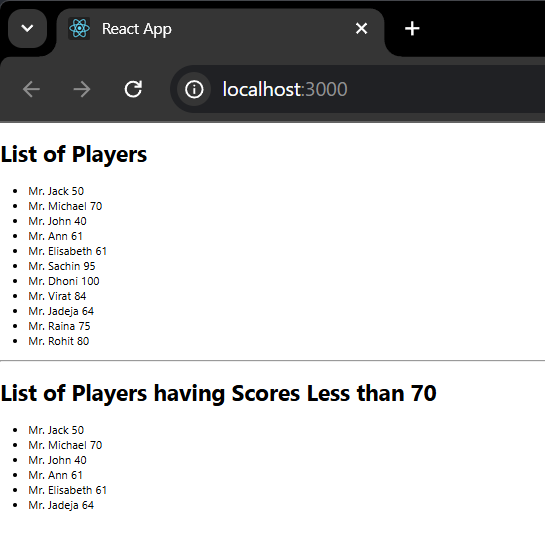 React App
localhost:3000
List of Players
Mr. Jack 50
Mr. Michael 70
Mr. John 40
Mr. Ann 61
Mr. Elisabeth 61
Mr. Sachin 95
Mr. Dhoni 100
Mr. Virat 84
Mr. Jadeja 64
Mr. Raina 75
Mr. Rohit 80
List of Players having Scores Less than 70
Mr. Jack 50
Mr. Michael 70
Mr. John 40
Mr. Ann 61
Mr. Elisabeth 61
Mr. Jadeja 64